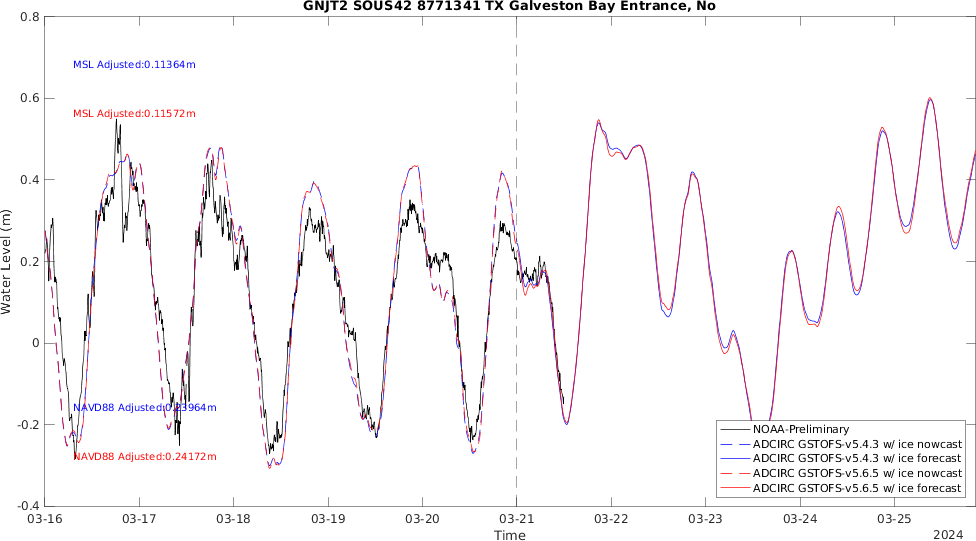 GNJT2 SOUS42 8771341 TX Galveston Bay Entrance, No
0.8
MSL Adjusted:0.11364m
0.6
MSL Adjusted:0.11572m
0.4
0.2
Water Level (m)
0
NAVD88 Adjusted:0.23964m
-0.2
NOAA-Preliminary
ADCIRC GSTOFS-v5.4.3 w/ ice nowcast
NAVD88 Adjusted:0.24172m
ADCIRC GSTOFS-v5.4.3 w/ ice forecast
ADCIRC GSTOFS-v5.6.5 w/ ice nowcast
ADCIRC GSTOFS-v5.6.5 w/ ice forecast
-0.4
03-16 03-17 03-18 03-19 03-20 03-21 03-22 03-23 03-24 03-25
Time
2024